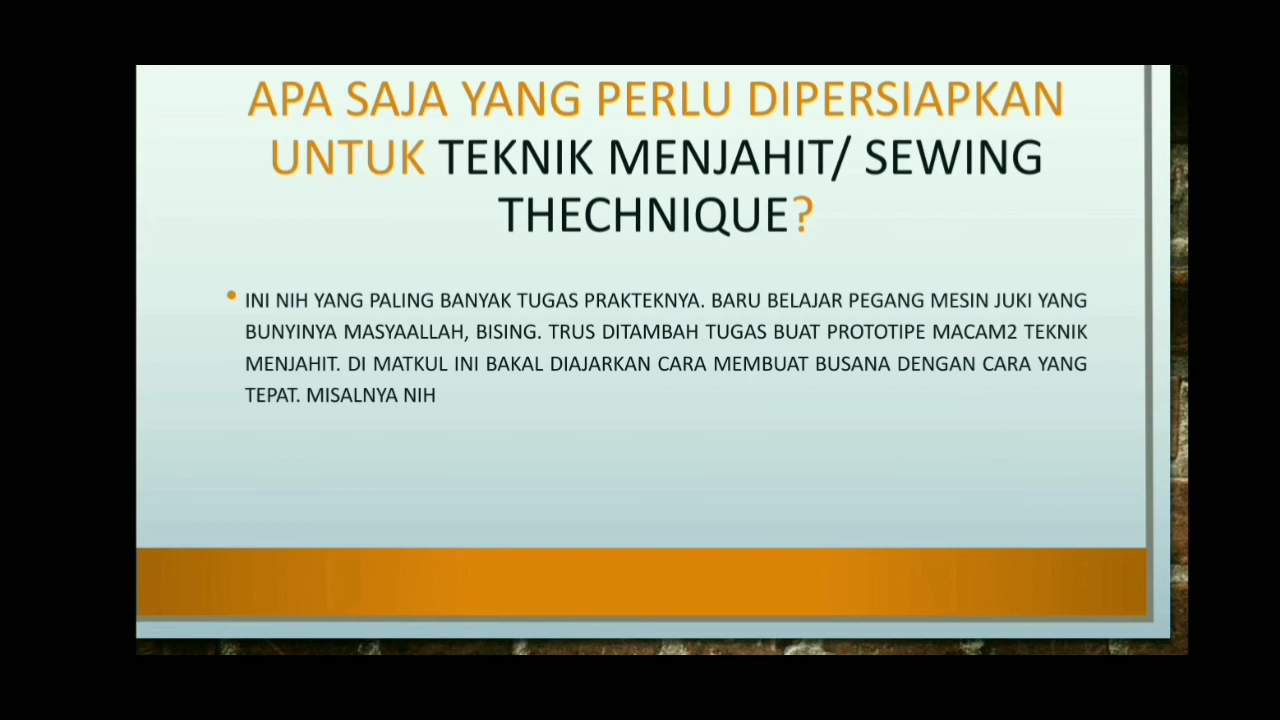 APA SAJA YANG PERLU DIPERSIAPKAN
UNTUK TEKNIK MENJAHIT/ SEWING
THECHNIQUE?
• INI NIH YANG PALING BANYAK TUGAS PRAKTEKNYA. BARU BELAJAR PEGANG MESIN JUKI YANG
BUNYINYA MASYAALLAH, BISING. TRUS DITAMBAH TUGAS BUAT PROTOTIPE MACAM2 TEKNIK
MENJAHIT. DI MATKUL INI BAKAL DIAJARKAN CARA MEMBUAT BUSANA DENGAN CARA YANG
TEPAT. MISALNYA NIH